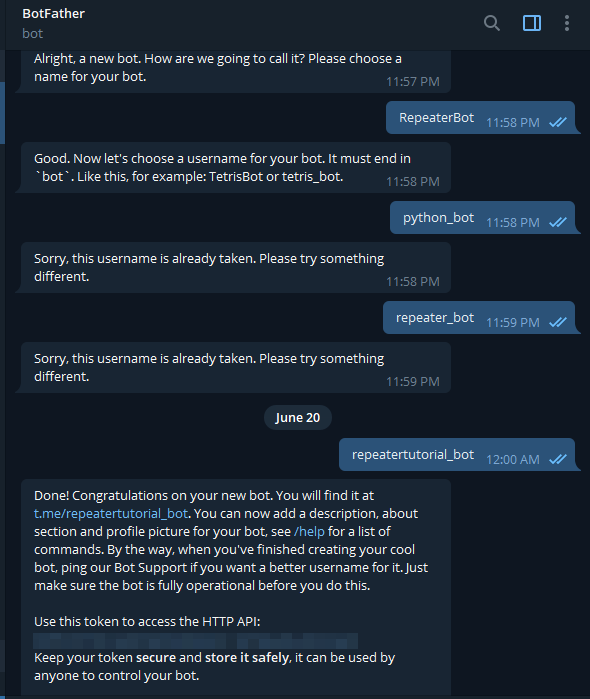 BotFather
bot
Alright, a new bot. How are we going to call it? Please choose a
name for your bot.
11:57 PM
RepeaterBot
11:58 PM
Good. Now let's choose a username for your bot. It must end in
`bot`. Like this, for example: TetrisBot or tetris_bot.
11:58 PM
python_bot
11:58 PM
Sorry, this username is already taken. Please try something
different.
11:58 PM
repeater_bot
11:59 PM
Sorry, this username is already taken. Please try something
different.
11:59 PM
June 20
repeatertutorial_bot
12:00 AM
Done! Congratulations on your new bot. You will find it at
t.me/repeatertutorial_bot. You can now add a description, about
section and profile picture for your bot, see /help for a list of
commands. By the way, when you've finished creating your cool
bot, ping our Bot Support if you want a better username for it. Just
make sure the bot is fully operational before you do this.
Use this token to access the HTTP API:
Keep your token secure and store it safely, it can be used by
anyone to control your bot.